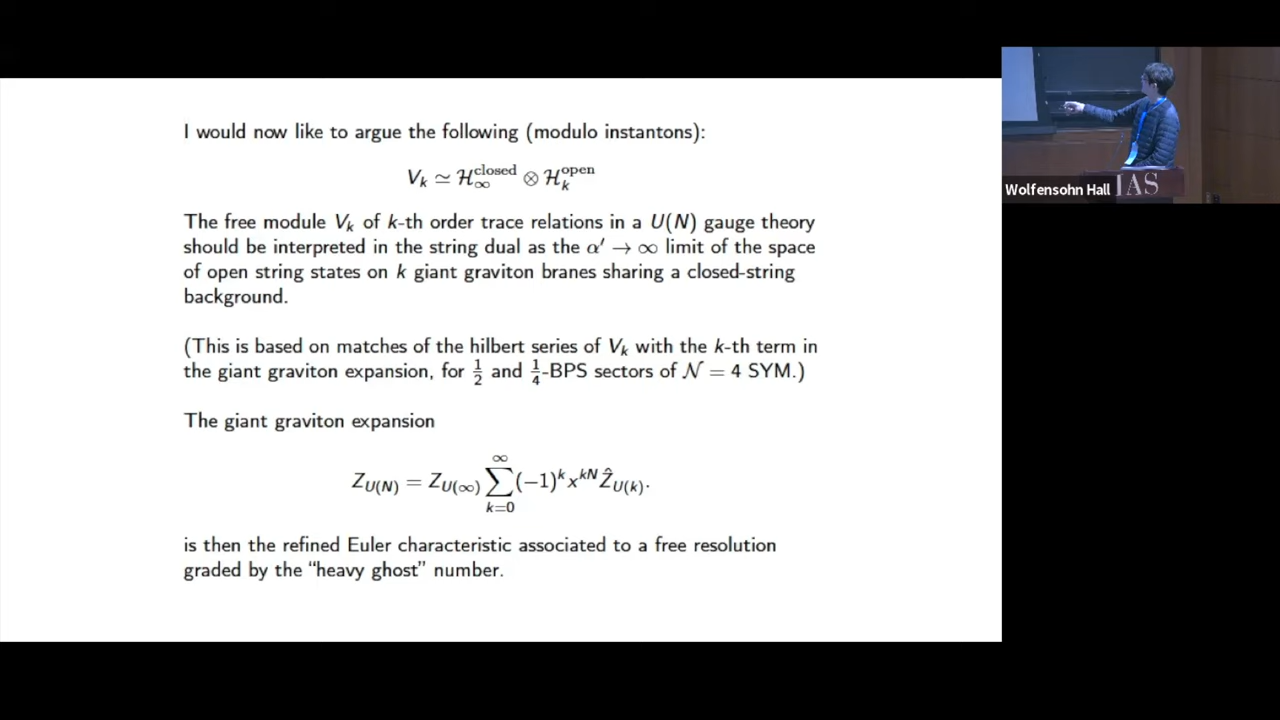 I would now like to argue the following (modulo instantons):
V_k ≃ ℋ_∞^closed ⊗ ℋ_k^open
The free module V_k of k-th order trace relations in a U(N) gauge theory
should be interpreted in the string dual as the α′ → ∞ limit of the space
of open string states on k giant graviton branes sharing a closed-string
background.
(This is based on matches of the hilbert series of V_k with the k-th term in
the giant graviton expansion, for 1/2 and 1/4-BPS sectors of 𝒩 = 4 SYM.)
The giant graviton expansion
Z_U(N) = Z_U(∞) ∑_{k=0}^∞ (−1)^k x^{kN} Ẑ_U(k).
is then the refined Euler characteristic associated to a free resolution
graded by the “heavy ghost” number.
Wolfensohn Hall
IAS